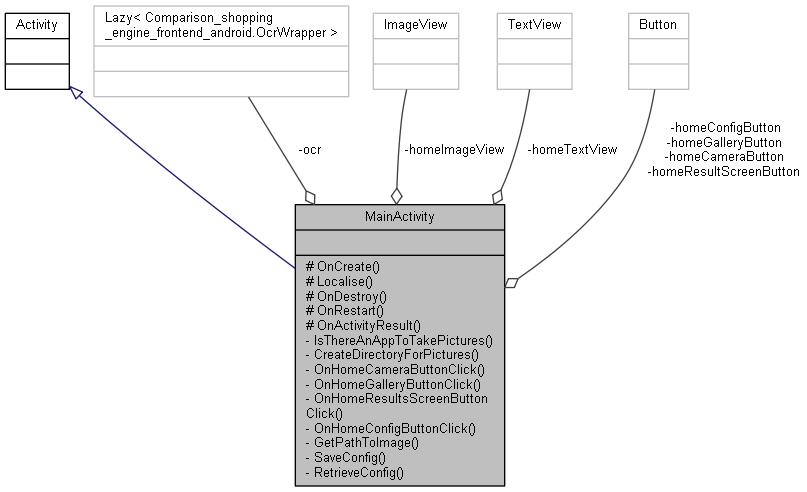 Activity
Lazy< Comparison_shopping
_engine_frontend_android.OcrWrapper >
ImageView
TextView
Button
-ocr
-homeImageView
-homeTextView
-homeConfigButton
-homeGalleryButton
-homeCameraButton
-homeResultScreenButton
MainActivity
# OnCreate()
# Localise()
# OnDestroy()
# OnRestart()
# OnActivityResult()
- IsThereAnAppToTakePictures()
- CreateDirectoryForPictures()
- OnHomeCameraButtonClick()
- OnHomeGalleryButtonClick()
- OnHomeResultsScreenButton
Click()
- OnHomeConfigButtonClick()
- GetPathToImage()
- SaveConfig()
- RetrieveConfig()